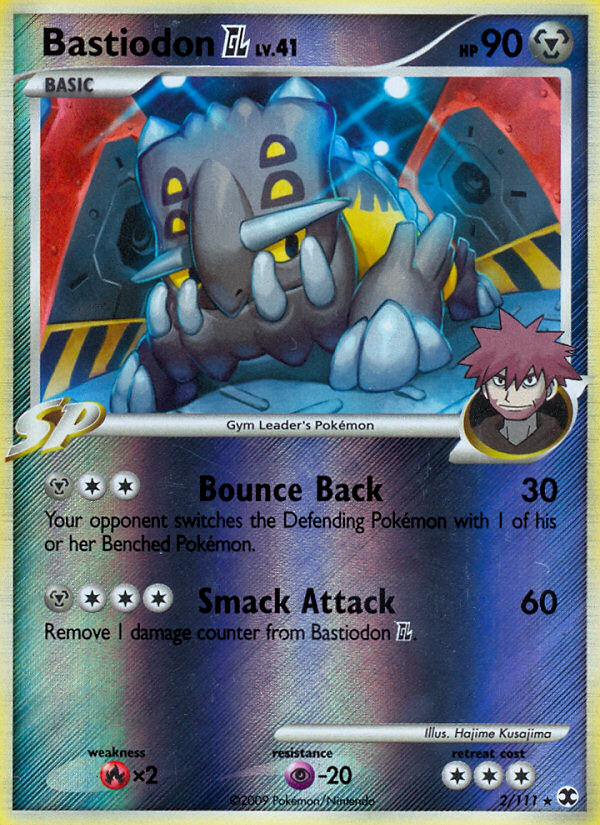 Bastiodon GL LV.41 HP 90
BASIC
SP
Gym Leader's Pokémon
Bounce Back 30
Your opponent switches the Defending Pokémon with 1 of his
or her Benched Pokémon.
Smack Attack 60
Remove 1 damage counter from Bastiodon GL.
Illus. Hajime Kusajima
weakness resistance retreat cost
×2 -20
©2009 Pokémon/Nintendo 2/111 ★